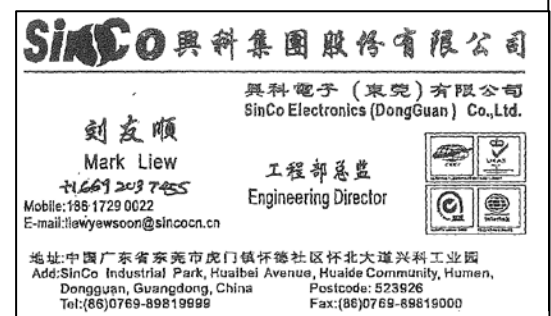 SinCo 興科集團股份有限公司
興科電子 (東莞) 有限公司
SinCo Electronics (DongGuan) Co.,Ltd.
刘友顺
Mark Liew
工程部总监
Engineering Director
+1 669 203 7455
Mobile:186 1729 0022
E-mail:liewyewsoon@sincocn.cn
地址:中国广东省东莞市虎门镇怀德社区怀北大道兴科工业园
Add:SinCo Industrial Park, Huaibei Avenue, Huaide Community, Humen,
Dongguan, Guangdong, China Postcode: 523926
Tel:(86)0769-89819999 Fax:(86)0769-89819000